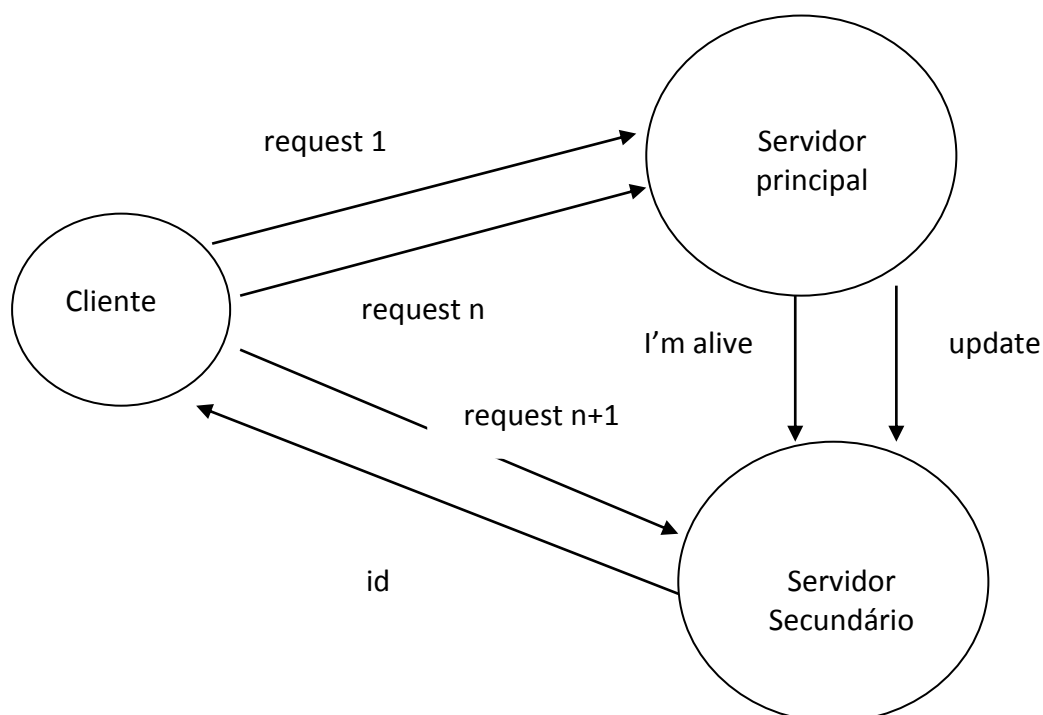 request 1
Servidor
principal
Cliente
request n
I'm alive
update
request n+1
id
Servidor
Secundário